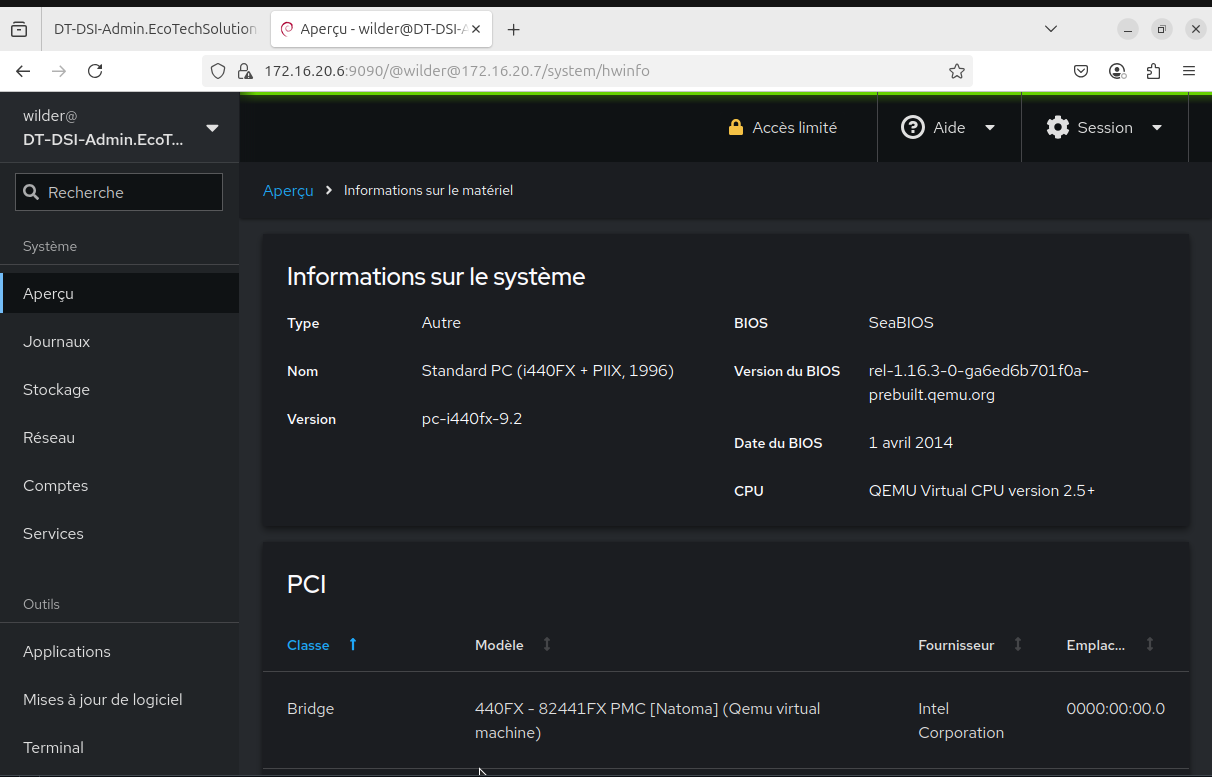 DT-DSI-Admin.EcoTechSolution
Aperçu - wilder@DT-DSI-A
172.16.20.6:9090/@wilder@172.16.20.7/system/hwinfo
wilder@
DT-DSI-Admin.EcoT...
Accès limité
Aide
Session
Recherche
Aperçu
Informations sur le matériel
Système
Aperçu
Journaux
Stockage
Réseau
Comptes
Services
Outils
Applications
Mises à jour de logiciel
Terminal
Informations sur le système
Type Autre
Nom Standard PC (i440FX + PIIX, 1996)
Version pc-i440fx-9.2
BIOS SeaBIOS
Version du BIOS rel-1.16.3-0-ga6ed6b701f0a-
prebuilt.qemu.org
Date du BIOS 1 avril 2014
CPU QEMU Virtual CPU version 2.5+
PCI
Classe Modèle Fournisseur Emplac...
Bridge 440FX - 82441FX PMC [Natoma] (Qemu virtual
machine)
Intel
Corporation
0000:00:00.0